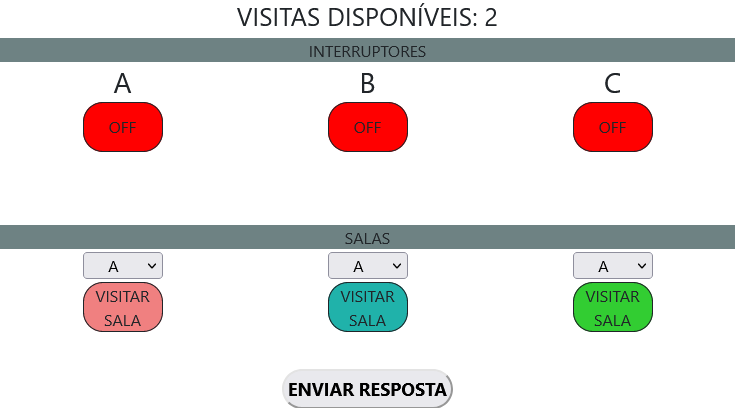 VISITAS DISPONÍVEIS: 2
INTERRUPTORES
A B C
OFF OFF OFF
SALAS
A A A
VISITAR SALA VISITAR SALA VISITAR SALA
ENVIAR RESPOSTA